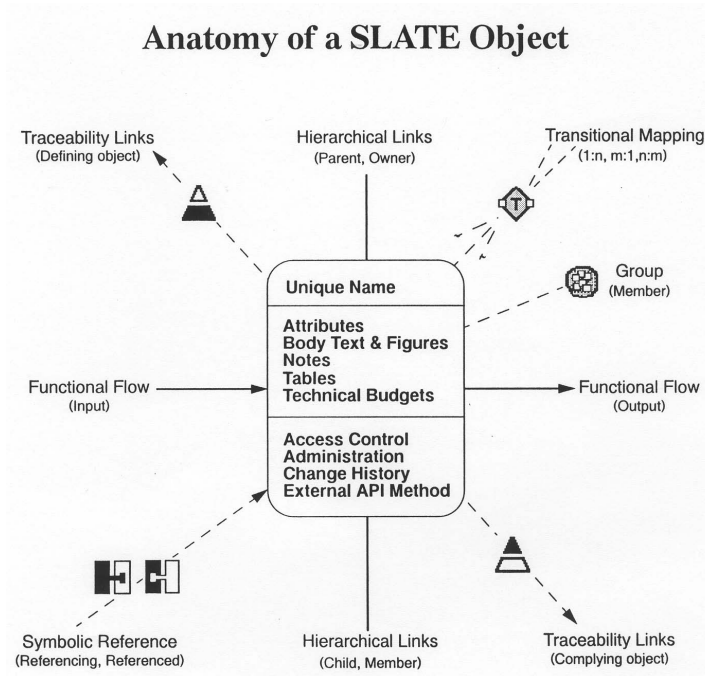 Anatomy of a SLATE Object
Traceability Links
(Defining object)
Hierarchical Links
(Parent, Owner)
Transitional Mapping
(1:n, m:1,n:m)
T
Group
(Member)
Unique Name
Attributes
Body Text & Figures
Notes
Tables
Technical Budgets
Functional Flow
(Input)
Functional Flow
(Output)
Access Control
Administration
Change History
External API Method
Symbolic Reference
(Referencing, Referenced)
Hierarchical Links
(Child, Member)
Traceability Links
(Complying object)